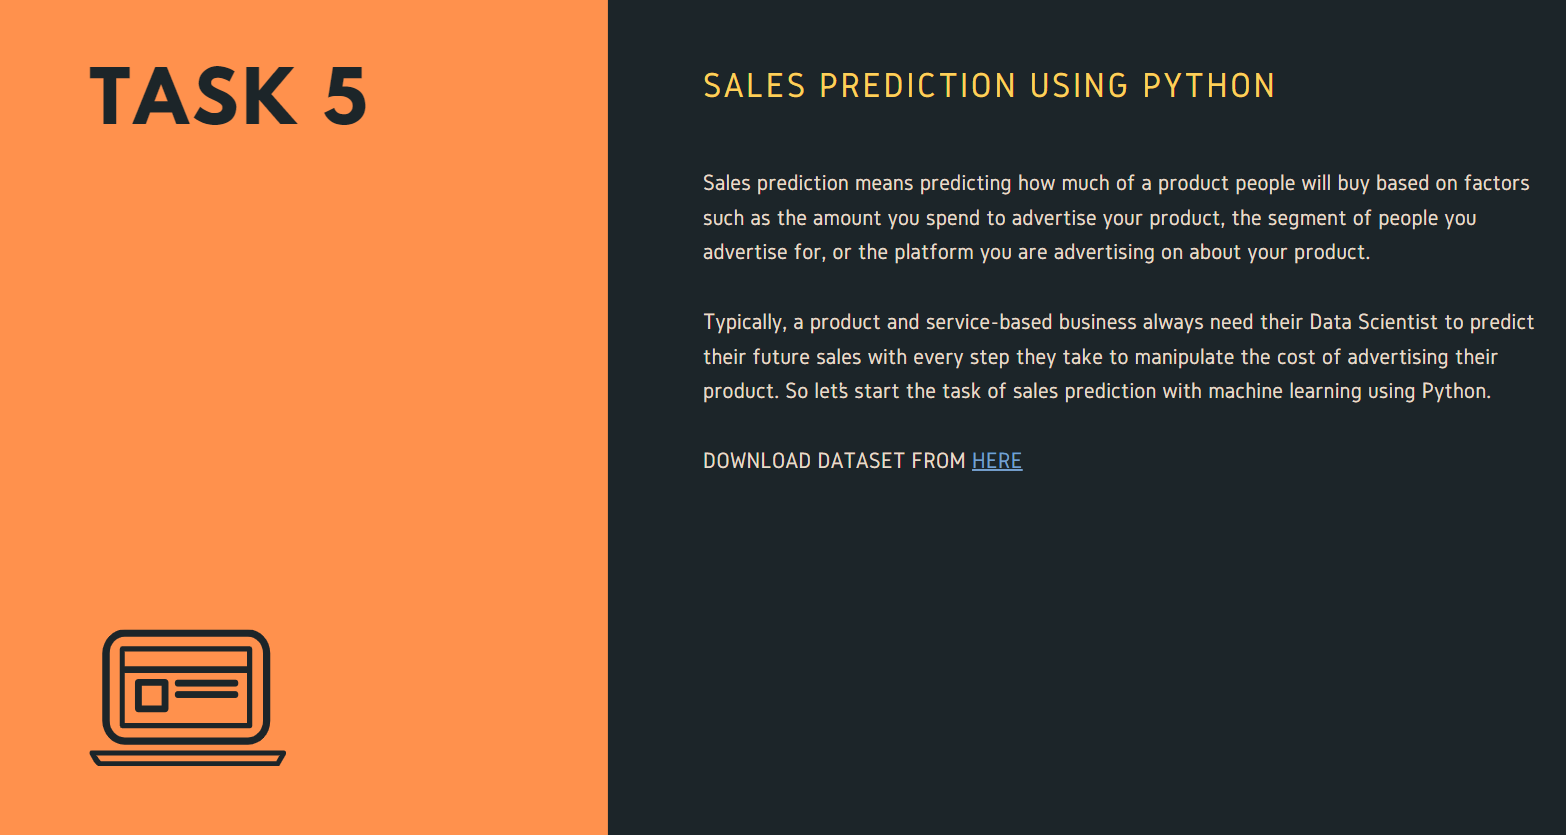 TASK 5
SALES PREDICTION USING PYTHON
Sales prediction means predicting how much of a product people will buy based on factors
such as the amount you spend to advertise your product, the segment of people you
advertise for, or the platform you are advertising on about your product.
Typically, a product and service-based business always need their Data Scientist to predict
their future sales with every step they take to manipulate the cost of advertising their
product. So let's start the task of sales prediction with machine learning using Python.
DOWNLOAD DATASET FROM HERE